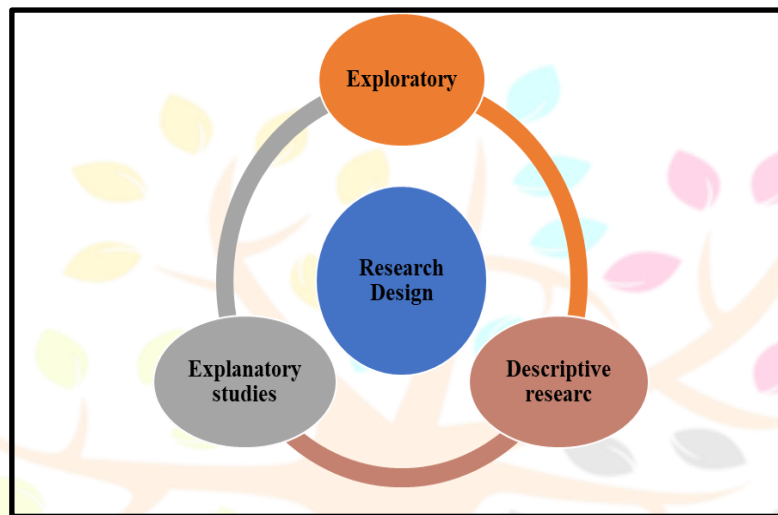 Exploratory
Research
Design
Explanatory
studies
Descriptive
researc